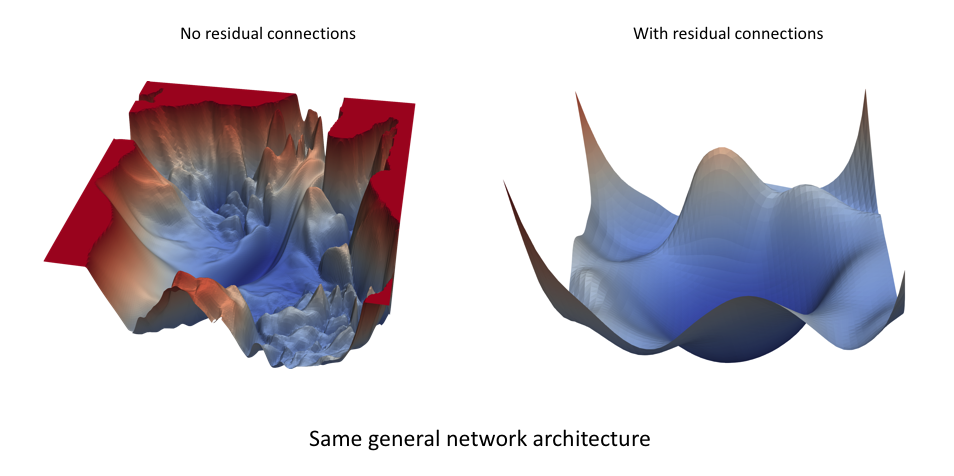 No residual connections
With residual connections
Same general network architecture